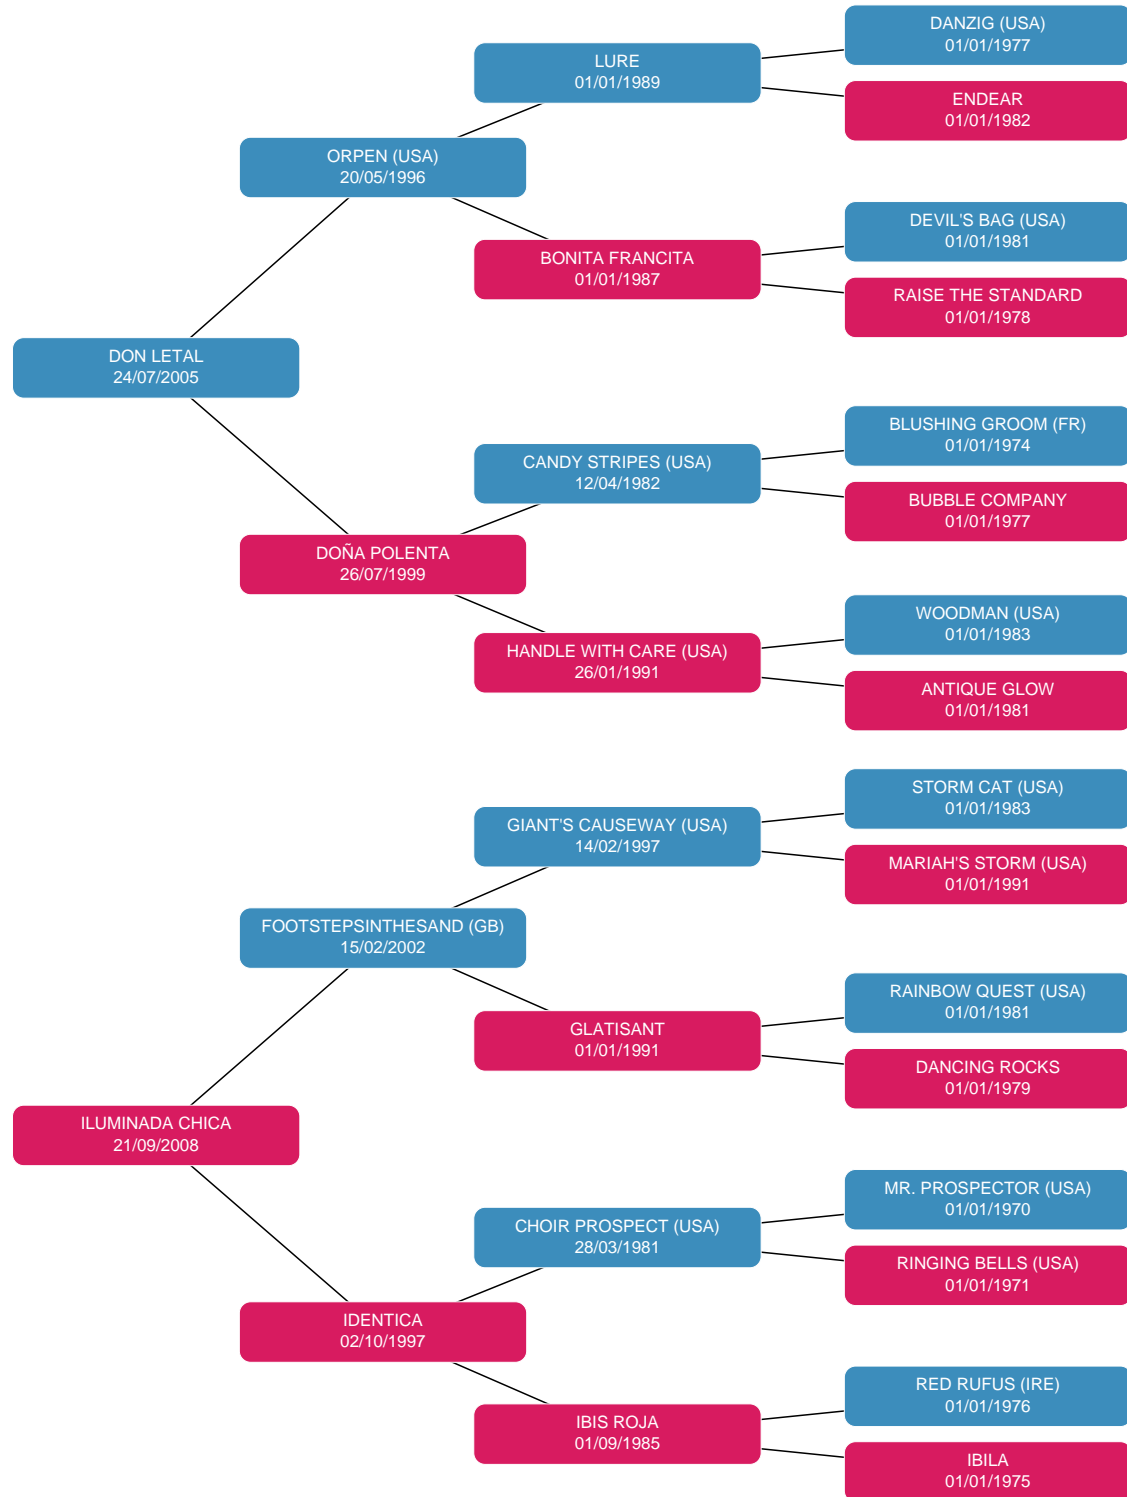 DANZIG (USA)
01/01/1977
LURE
01/01/1989
ENDEAR
01/01/1982
ORPEN (USA)
20/05/1996
DEVIL'S BAG (USA)
01/01/1981
BONITA FRANCITA
01/01/1987
RAISE THE STANDARD
01/01/1978
DON LETAL
24/07/2005
BLUSHING GROOM (FR)
01/01/1974
CANDY STRIPES (USA)
12/04/1982
BUBBLE COMPANY
01/01/1977
DOÑA POLENTA
26/07/1999
WOODMAN (USA)
01/01/1983
HANDLE WITH CARE (USA)
26/01/1991
ANTIQUE GLOW
01/01/1981
STORM CAT (USA)
01/01/1983
GIANT'S CAUSEWAY (USA)
14/02/1997
MARIAH'S STORM (USA)
01/01/1991
FOOTSTEPSINTHESAND (GB)
15/02/2002
RAINBOW QUEST (USA)
01/01/1981
GLATISANT
01/01/1991
DANCING ROCKS
01/01/1979
ILUMINADA CHICA
21/09/2008
MR. PROSPECTOR (USA)
01/01/1970
CHOIR PROSPECT (USA)
28/03/1981
RINGING BELLS (USA)
01/01/1971
IDENTICA
02/10/1997
RED RUFUS (IRE)
01/01/1976
IBIS ROJA
01/09/1985
IBILA
01/01/1975